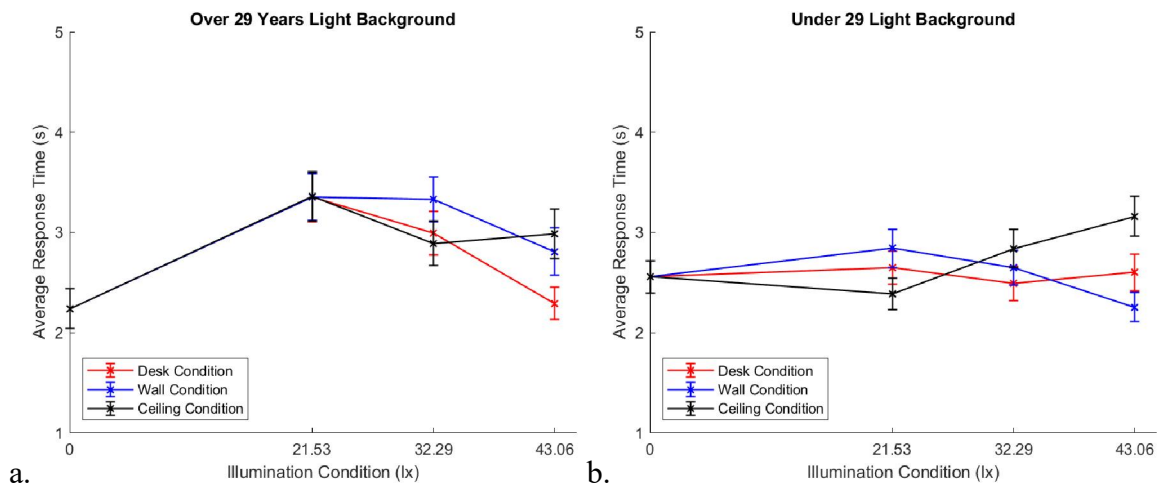 Over 29 Years Light Background
5
4
3
2
1
Average Response Time (s)
Desk Condition
Wall Condition
Ceiling Condition
0
21.53
32.29
43.06
Illumination Condition (lx)
a.
Under 29 Light Background
5
4
3
2
1
Average Response Time (s)
Desk Condition
Wall Condition
Ceiling Condition
0
21.53
32.29
43.06
Illumination Condition (lx)
b.